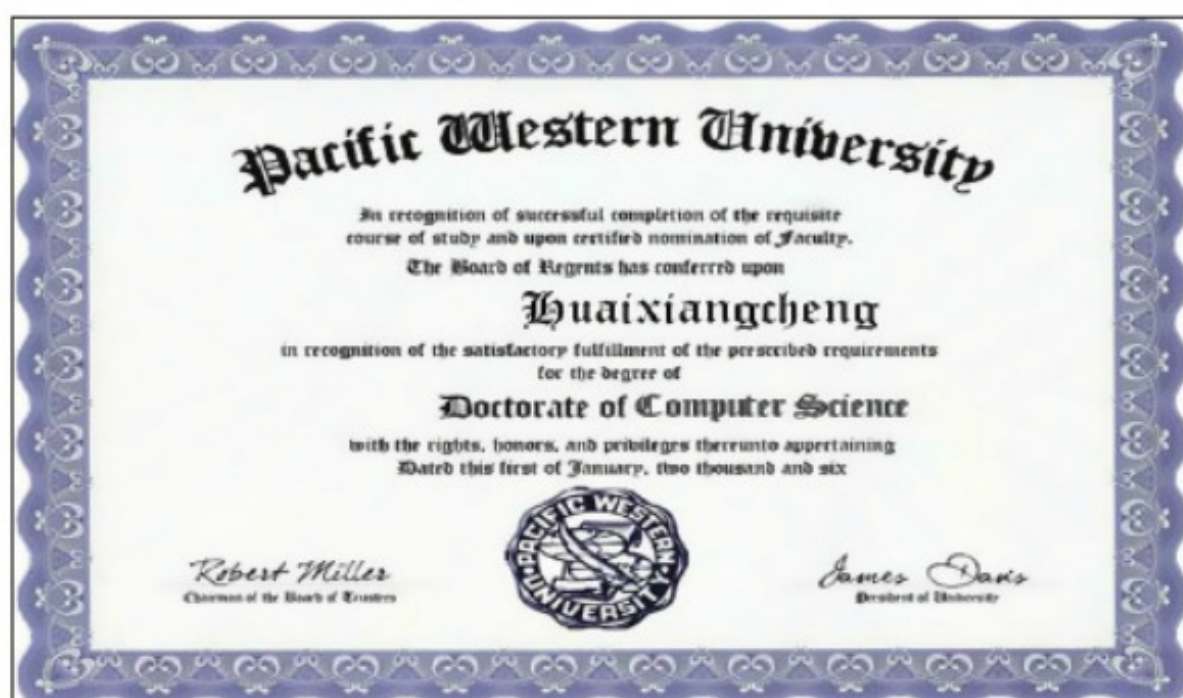 Pacific Western University
In recognition of successful completion of the requisite
course of study and upon certified nomination of Faculty.
The Board of Regents has conferred upon
Huaixiangcheng
in recognition of the satisfactory fulfillment of the prescribed requirements
for the degree of
Doctorate of Computer Science
with the rights, honors, and privileges thereunto appertaining
Dated this first of January, two thousand and six
PACIFIC WESTERN
UNIVERSITY
Robert Miller
Chairman of the Board of Trustees
James Davis
President of University